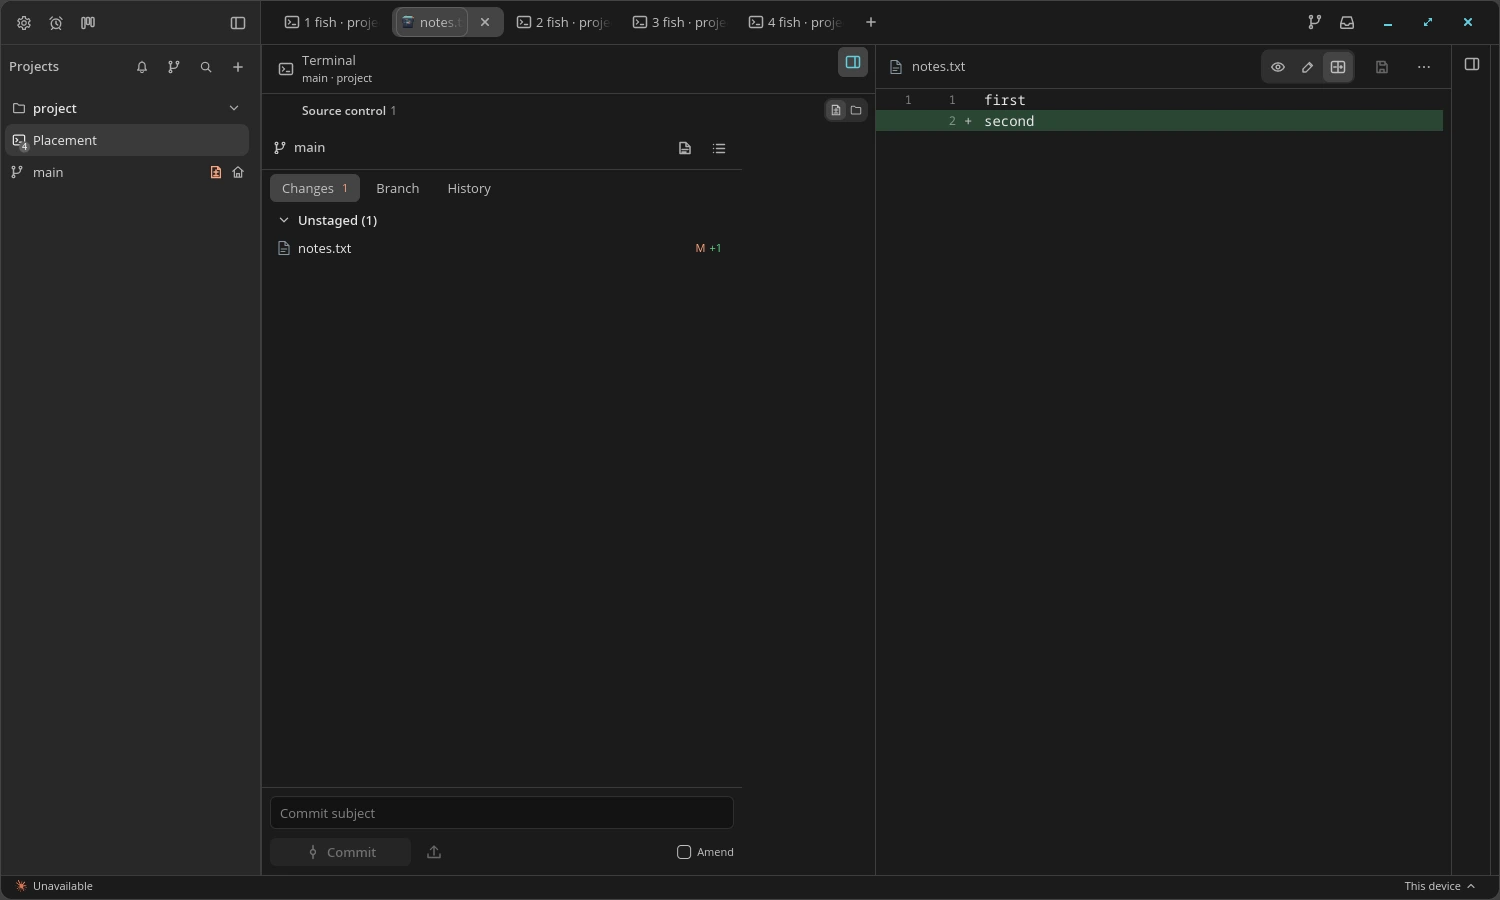 1 fish · proje
notes.t
2 fish · proje
3 fish · proje
4 fish · proje
Projects
project
4
Placement
main
Terminal
main · project
Source control 1
main
Changes 1
Branch
History
Unstaged (1)
notes.txt
M +1
Commit subject
Commit
Amend
notes.txt
1 1 first
2 + second
Unavailable
This device